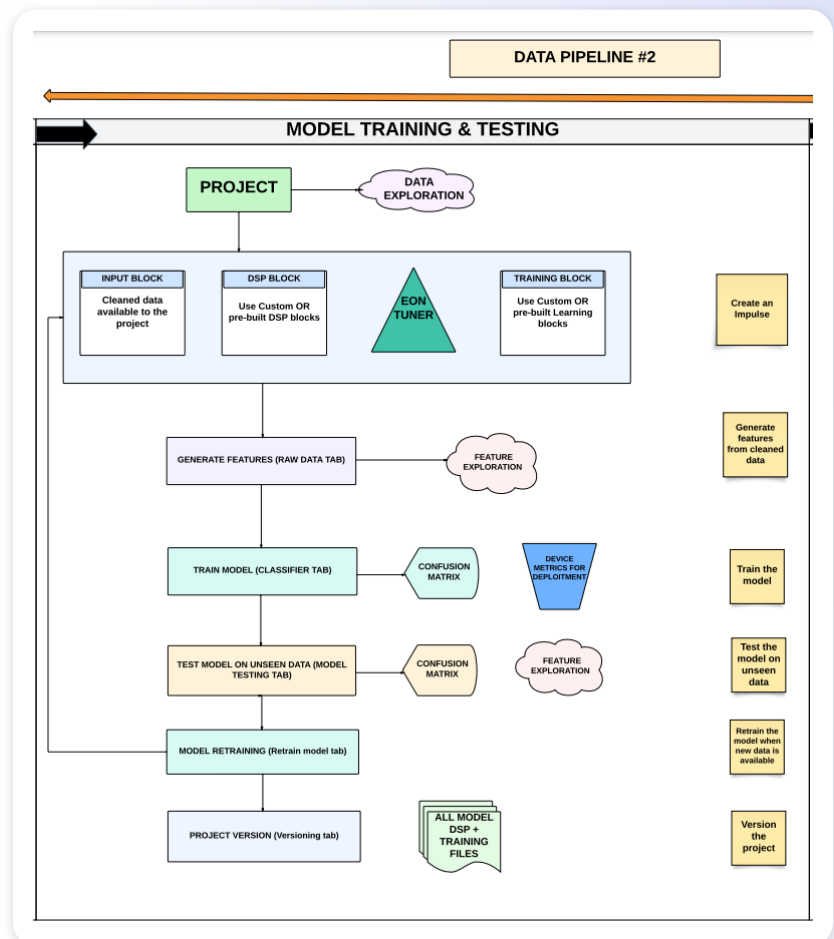 DATA PIPELINE #2
MODEL TRAINING & TESTING
PROJECT
DATA
EXPLORATION
INPUT BLOCK
Cleaned data
available to the
project
DSP BLOCK
Use Custom OR
pre-built DSP blocks
EON
TUNER
TRAINING BLOCK
Use Custom OR
pre-built Learning
blocks
Create an
Impulse
GENERATE FEATURES (RAW DATA TAB)
FEATURE
EXPLORATION
Generate
features
from cleaned
data
TRAIN MODEL (CLASSIFIER TAB)
CONFUSION
MATRIX
DEVICE
METRICS FOR
DEPLOITMENT
Train the
model
TEST MODEL ON UNSEEN DATA (MODEL
TESTING TAB)
CONFUSION
MATRIX
FEATURE
EXPLORATION
Test the
model on
unseen
data
MODEL RETRAINING (Retrain model tab)
Retrain the
model when
new data is
available
PROJECT VERSION (Versioning tab)
ALL MODEL
DSP +
TRAINING
FILES
Version
the
project